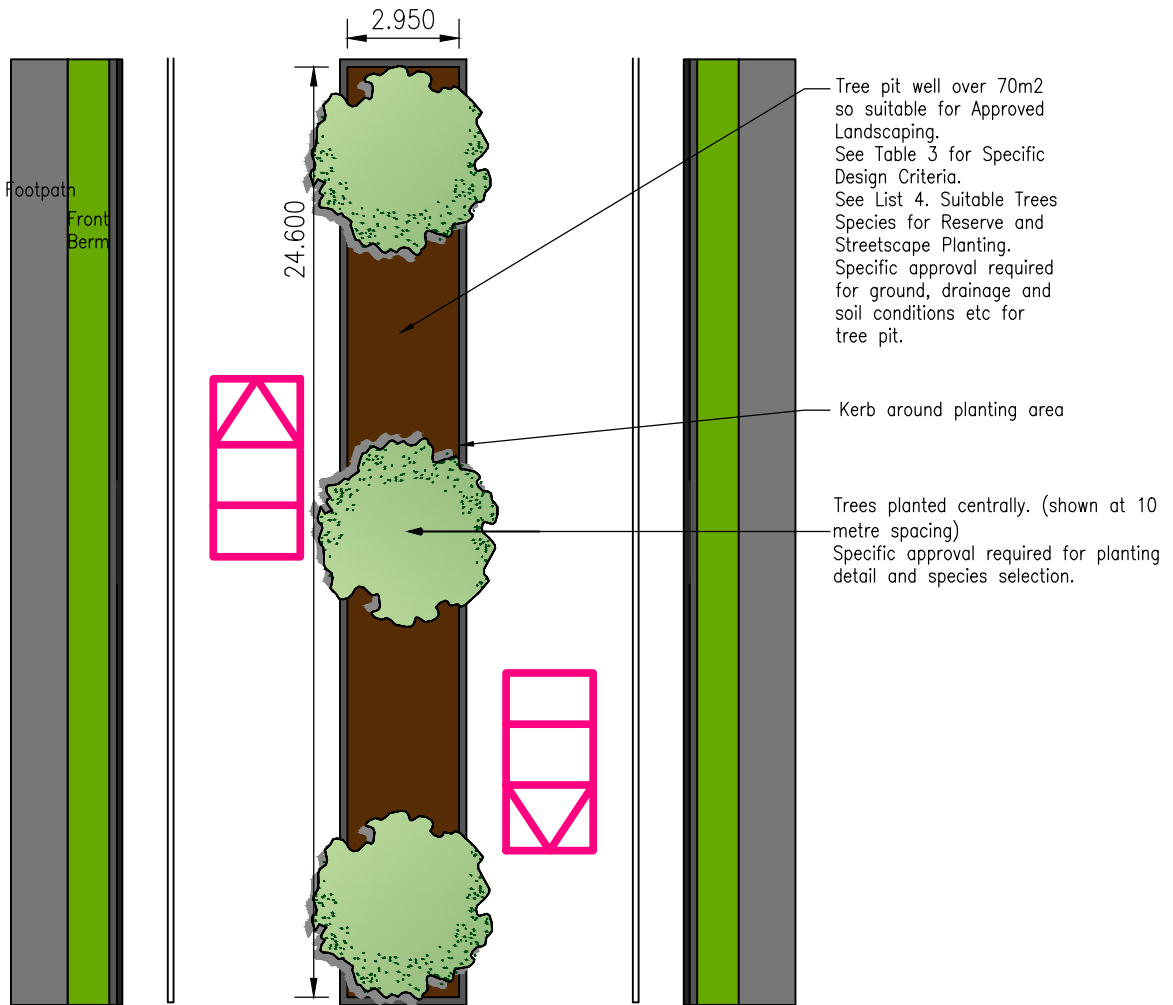 2.950
24.600
Footpath
Front
Berm
Tree pit well over 70m2
so suitable for Approved
Landscaping.
See Table 3 for Specific
Design Criteria.
See List 4. Suitable Trees
Species for Reserve and
Streetscape Planting.
Specific approval required
for ground, drainage and
soil conditions etc for
tree pit.
Kerb around planting area
Trees planted centrally. (shown at 10
metre spacing)
Specific approval required for planting
detail and species selection.